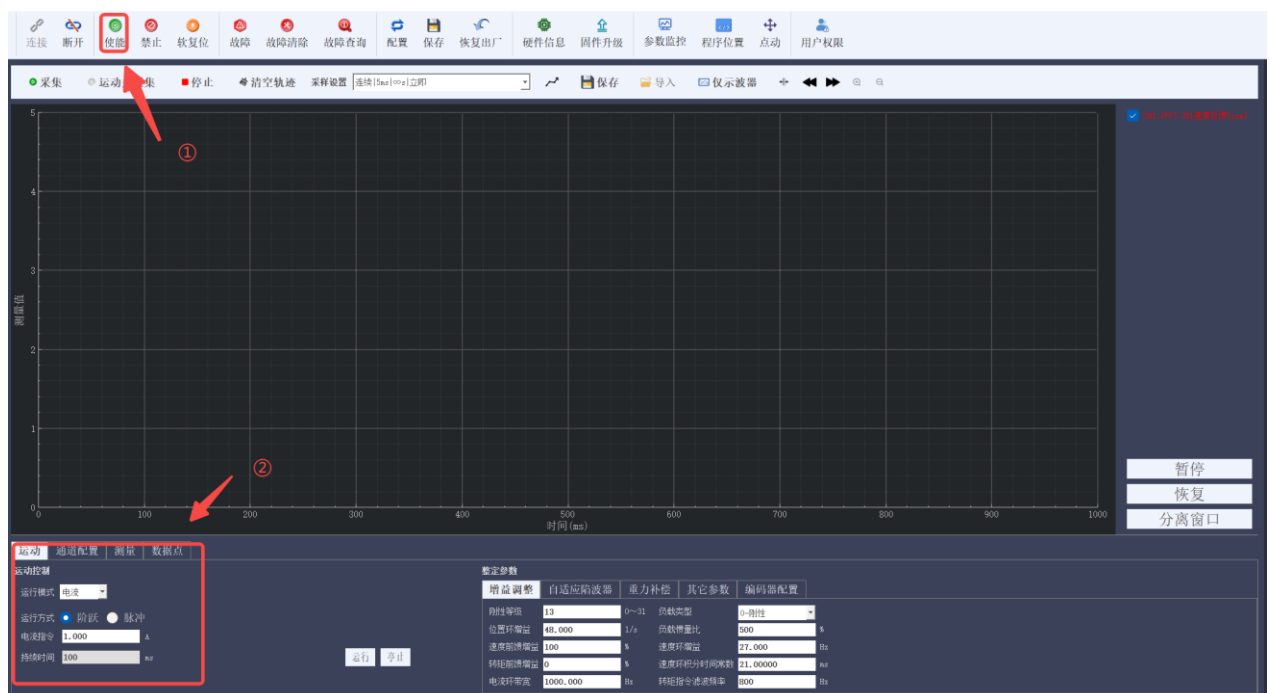 连接 断开 使能 禁止 软复位 故障 故障清除 故障查询 配置 保存 恢复出厂 硬件信息 固件升级 参数监控 程序位置 点动 用户权限
采集 运动 集 停止 清空轨迹 采样设置 连续|5ms|∞s|立即 保存 导入 仅示波器
①
5
4
3
2
1
0
测量值
②
0 100 200 300 400 500 600 700 800 900 1000
时间(ms)
暂停
恢复
分离窗口
运动 通道配置 测量 数据点
运动控制
运行模式 电流
运行方式 阶跃 脉冲
电流指令 1.000 A
持续时间 100 ms
运行 停止
整定参数
增益调整 自适应陷波器 重力补偿 其它参数 编码器配置
刚性等级 13 0～31 负载类型 0-刚性
位置环增益 48.000 1/s 负载惯量比 500 %
速度前馈增益 100 % 速度环增益 27.000 Hz
转矩前馈增益 0 % 速度环积分时间常数 21.00000 ms
电流环带宽 1000.000 Hz 转矩指令滤波频率 800 Hz